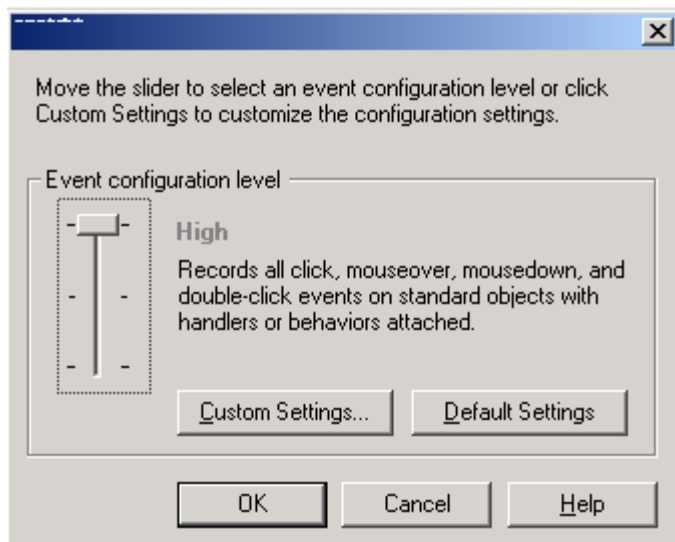 Move the slider to select an event configuration level or click
Custom Settings to customize the configuration settings.
Event configuration level
High
Records all click, mouseover, mousedown, and
double-click events on standard objects with
handlers or behaviors attached.
Custom Settings...
Default Settings
OK
Cancel
Help